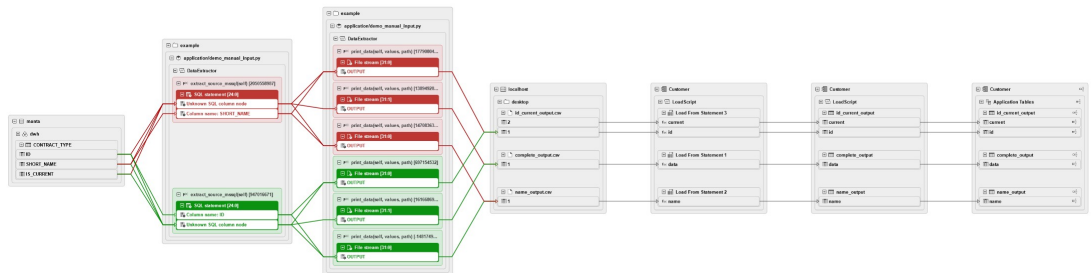 manta
dwh
CONTRACT_TYPE
ID
SHORT_NAME
IS_CURRENT
example
application/demo_manual_input.py
DataExtractor
SQL statement [24:0]
Unknown SQL column node
Column name: SHORT_NAME
SQL statement [24:0]
Column name: ID
Unknown SQL column node
example
application/demo_manual_input.py
DataExtractor
print_data(self, values, path)
File stream [31:0]
OUTPUT
print_data(self, values, path)
File stream [31:1]
OUTPUT
print_data(self, values, path)
File stream [31:0]
OUTPUT
print_data(self, values, path)
File stream [31:0]
OUTPUT
print_data(self, values, path)
File stream [31:1]
OUTPUT
print_data(self, values, path)
File stream [31:0]
OUTPUT
localhost
desktop
id_current_output.csv
2
1
complete_output.csv
1
name_output.csv
1
Customer
LoadScript
Load From Statement 3
current
id
Load From Statement 1
data
Load From Statement 2
name
Customer
LoadScript
id_current_output
current
id
complete_output
data
name_output
name
Customer
Application Tables
id_current_output
current
id
complete_output
data
name_output
name